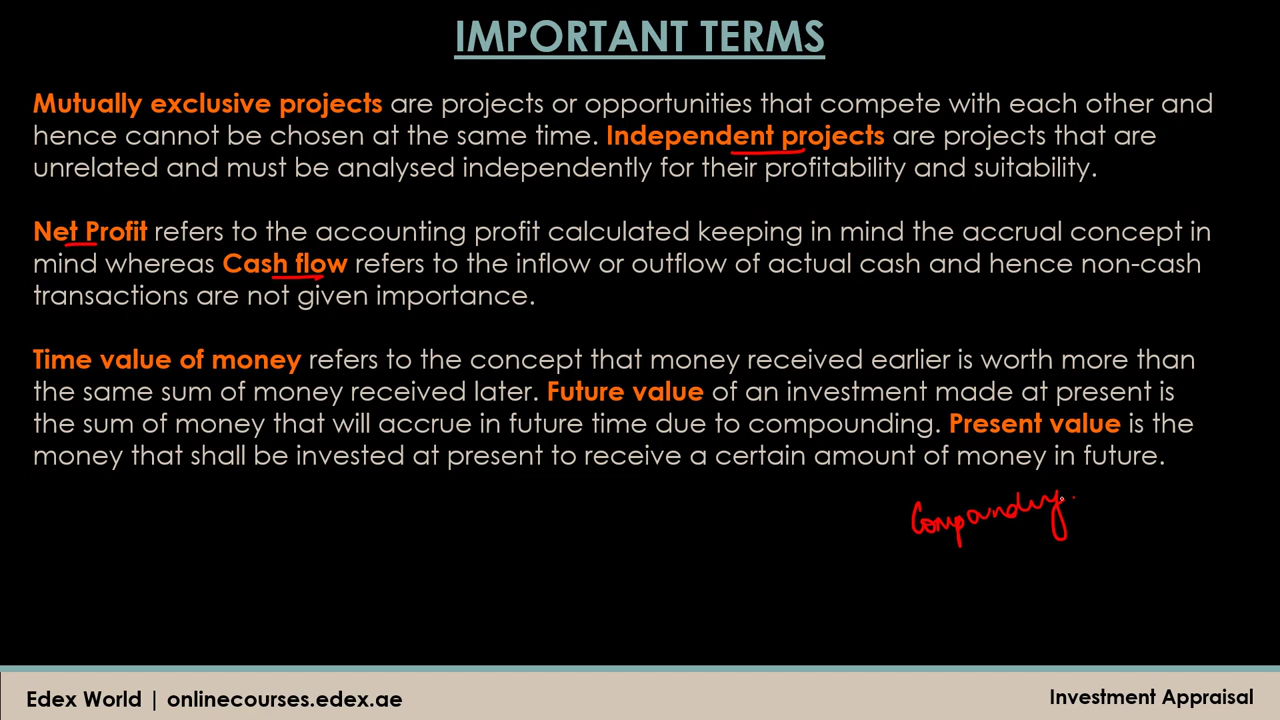 IMPORTANT TERMS
Mutually exclusive projects are projects or opportunities that compete with each other and
hence cannot be chosen at the same time. Independent projects are projects that are
unrelated and must be analysed independently for their profitability and suitability.
Net Profit refers to the accounting profit calculated keeping in mind the accrual concept in
mind whereas Cash flow refers to the inflow or outflow of actual cash and hence non-cash
transactions are not given importance.
Time value of money refers to the concept that money received earlier is worth more than
the same sum of money received later. Future value of an investment made at present is
the sum of money that will accrue in future time due to compounding. Present value is the
money that shall be invested at present to receive a certain amount of money in future.
Compounding
Edex World | onlinecourses.edex.ae
Investment Appraisal